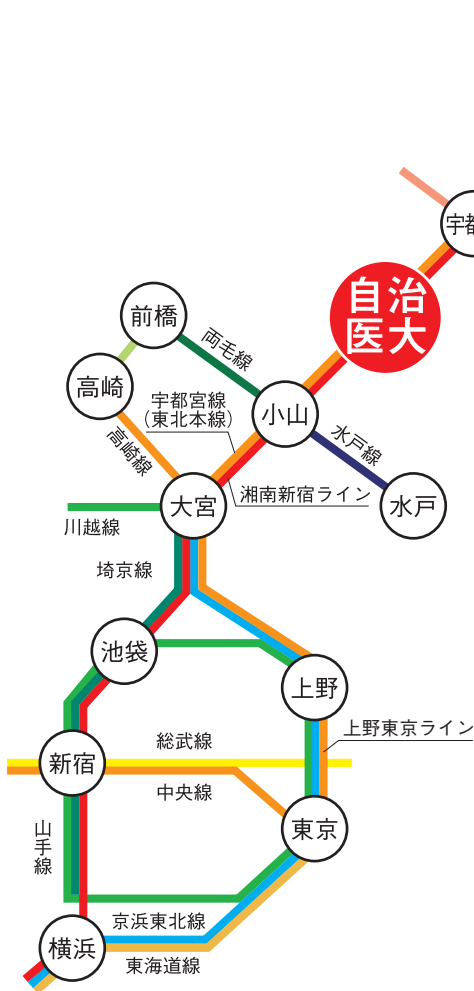 宇都
自治
医大
前橋
両毛線
高崎
宇都宮線
（東北本線）
小山
高崎線
水戸線
湘南新宿ライン
大宮
水戸
川越線
埼京線
池袋
上野
上野東京ライン
総武線
新宿
中央線
山手線
東京
京浜東北線
横浜
東海道線